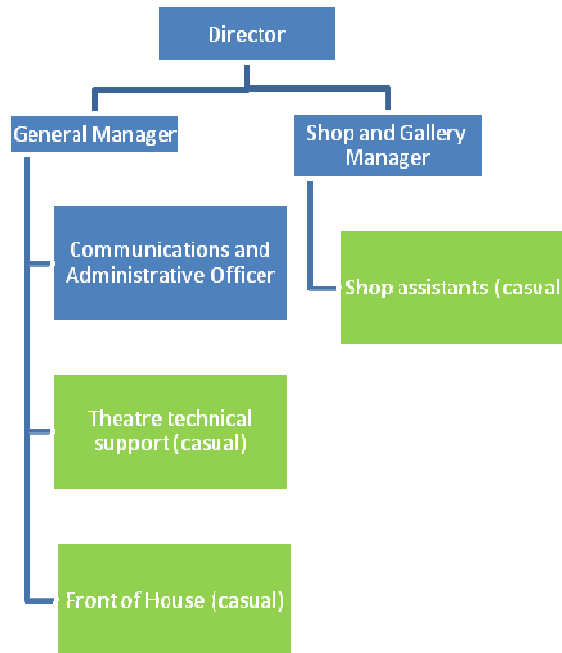 Director
General Manager
Shop and Gallery
Manager
Communications and
Administrative Officer
Shop assistants (casual
Theatre technical
support (casual)
Front of House (casual)